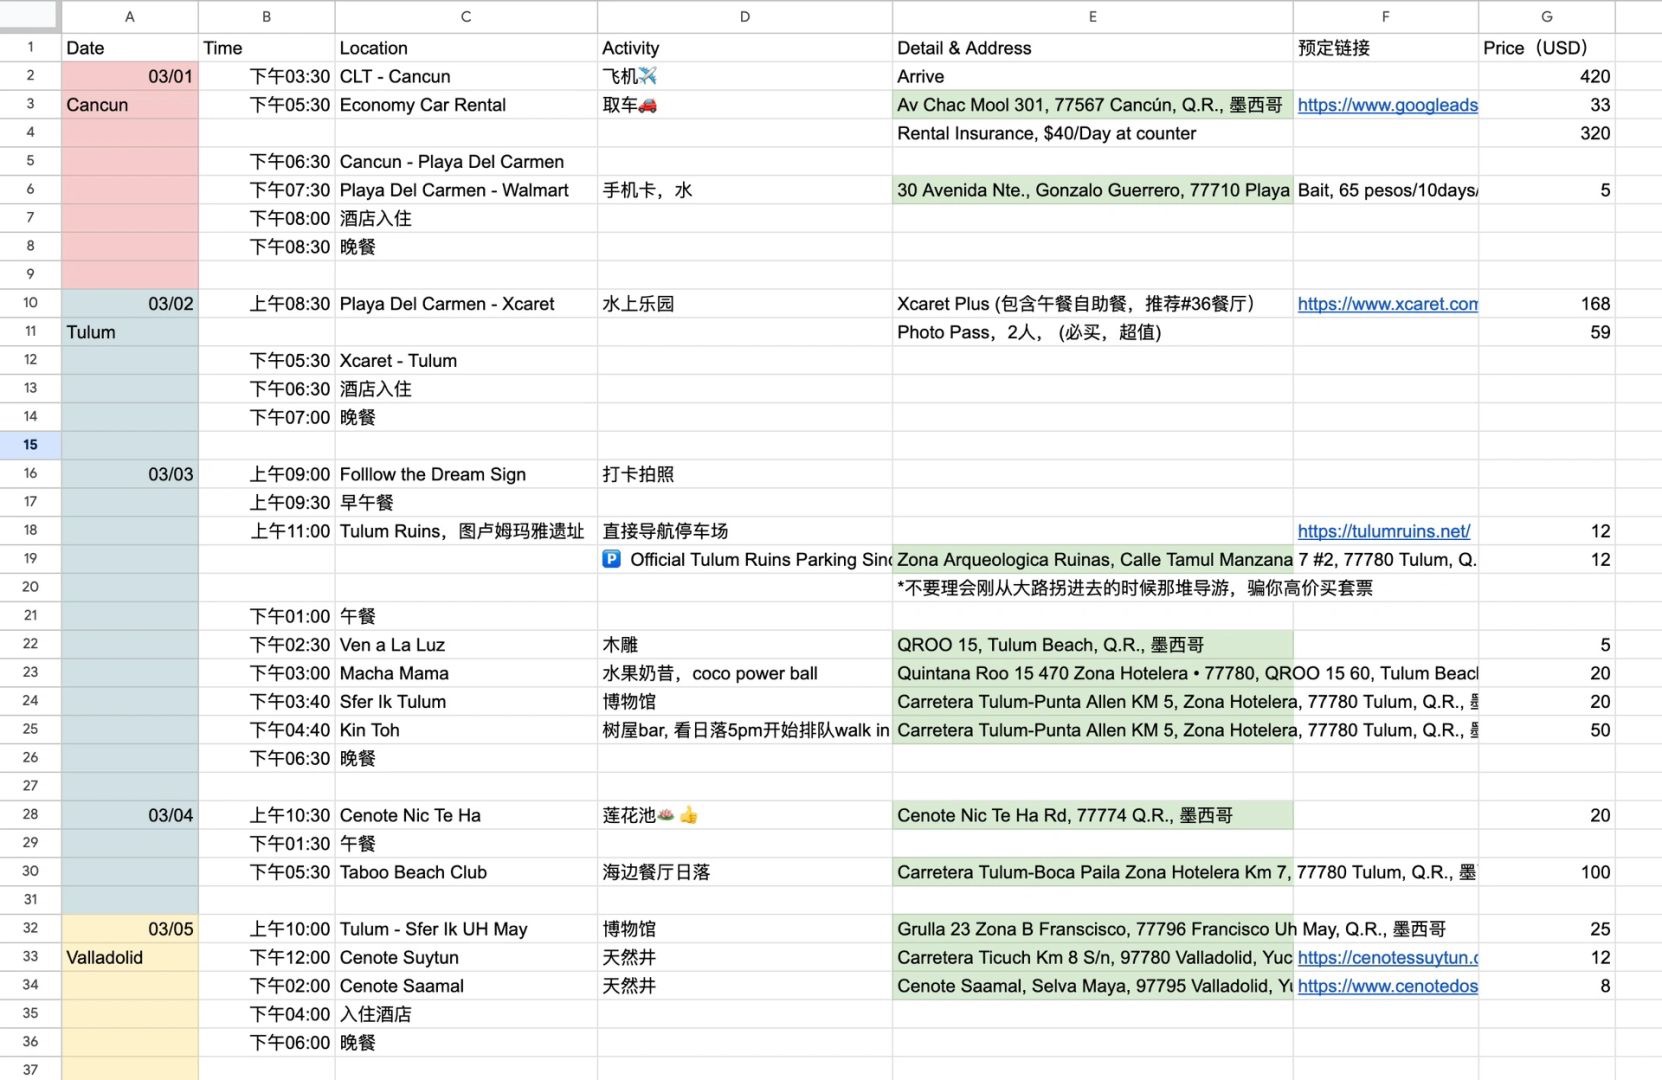 A B C D E F G
1 Date Time Location Activity Detail & Address 预定链接 Price（USD）
2 03/01 下午03:30 CLT - Cancun 飞机✈️ Arrive 420
3 Cancun 下午05:30 Economy Car Rental 取车🚗 Av Chac Mool 301, 77567 Cancún, Q.R., 墨西哥 https://www.googleads 33
4 Rental Insurance, $40/Day at counter 320
5 下午06:30 Cancun - Playa Del Carmen
6 下午07:30 Playa Del Carmen - Walmart 手机卡，水 30 Avenida Nte., Gonzalo Guerrero, 77710 Playa Bait, 65 pesos/10days/ 5
7 下午08:00 酒店入住
8 下午08:30 晚餐
9
10 03/02 上午08:30 Playa Del Carmen - Xcaret 水上乐园 Xcaret Plus (包含午餐自助餐，推荐#36餐厅） https://www.xcaret.com 168
11 Tulum Photo Pass，2人， (必买，超值) 59
12 下午05:30 Xcaret - Tulum
13 下午06:30 酒店入住
14 下午07:00 晚餐
15
16 03/03 上午09:00 Folllow the Dream Sign 打卡拍照
17 上午09:30 早午餐
18 上午11:00 Tulum Ruins，图卢姆玛雅遗址 直接导航停车场 https://tulumruins.net/ 12
19 🅿️ Official Tulum Ruins Parking Sinc Zona Arqueologica Ruinas, Calle Tamul Manzana 7 #2, 77780 Tulum, Q. 12
20 *不要理会刚从大路拐进去的时候那堆导游，骗你高价买套票
21 下午01:00 午餐
22 下午02:30 Ven a La Luz 木雕 QROO 15, Tulum Beach, Q.R., 墨西哥 5
23 下午03:00 Macha Mama 水果奶昔，coco power ball Quintana Roo 15 470 Zona Hotelera • 77780, QROO 15 60, Tulum Beach 20
24 下午03:40 Sfer Ik Tulum 博物馆 Carretera Tulum-Punta Allen KM 5, Zona Hotelera, 77780 Tulum, Q.R., 墨 20
25 下午04:40 Kin Toh 树屋bar, 看日落5pm开始排队walk in Carretera Tulum-Punta Allen KM 5, Zona Hotelera, 77780 Tulum, Q.R., 墨 50
26 下午06:30 晚餐
27
28 03/04 上午10:30 Cenote Nic Te Ha 莲花池🪷👍 Cenote Nic Te Ha Rd, 77774 Q.R., 墨西哥 20
29 下午01:30 午餐
30 下午05:30 Taboo Beach Club 海边餐厅日落 Carretera Tulum-Boca Paila Zona Hotelera Km 7, 77780 Tulum, Q.R., 墨 100
31
32 03/05 上午10:00 Tulum - Sfer Ik UH May 博物馆 Grulla 23 Zona B Franscisco, 77796 Francisco Uh May, Q.R., 墨西哥 25
33 Valladolid 下午12:00 Cenote Suytun 天然井 Carretera Ticuch Km 8 S/n, 97780 Valladolid, Yuc https://cenotessuytun.c 12
34 下午02:00 Cenote Saamal 天然井 Cenote Saamal, Selva Maya, 97795 Valladolid, Yu https://www.cenotedos 8
35 下午04:00 入住酒店
36 下午06:00 晚餐
37